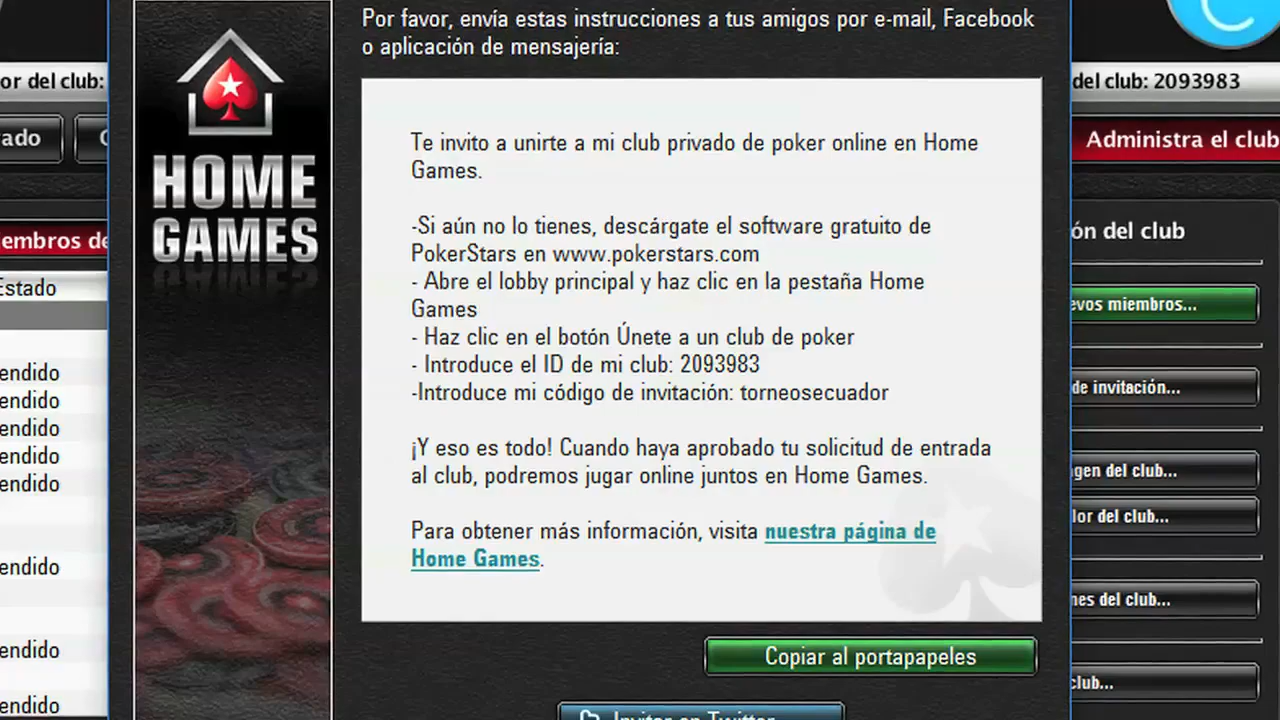 Por favor, envía estas instrucciones a tus amigos por e-mail, Facebook
o aplicación de mensajería:
or del club:
del club: 2093983
ado
Administra el club
HOME
GAMES
Te invito a unirte a mi club privado de poker online en Home
Games.
-Si aún no lo tienes, descárgate el software gratuito de
PokerStars en www.pokerstars.com
- Abre el lobby principal y haz clic en la pestaña Home
Games
- Haz clic en el botón Únete a un club de poker
- Introduce el ID de mi club: 2093983
-Introduce mi código de invitación: torneosecuador
¡Y eso es todo! Cuando haya aprobado tu solicitud de entrada
al club, podremos jugar online juntos en Home Games.
Para obtener más información, visita nuestra página de
Home Games.
Copiar al portapapeles
Invitar en Twitter
iembros de
Estado
endido
endido
endido
endido
endido
endido
endido
endido
ón del club
evos miembros...
de invitación...
gen del club...
lor del club...
nes del club...
club...